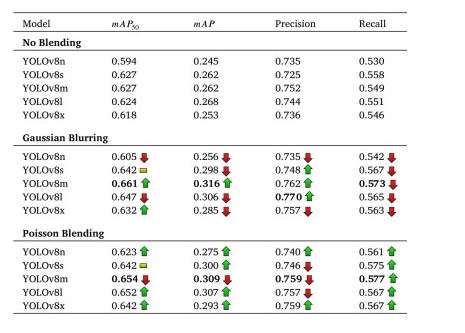 Model mAP50 mAP Precision Recall
No Blending
YOLOv8n 0.594 0.245 0.735 0.530
YOLOv8s 0.627 0.262 0.725 0.558
YOLOv8m 0.627 0.262 0.752 0.549
YOLOv8l 0.624 0.268 0.744 0.551
YOLOv8x 0.618 0.253 0.736 0.546
Gaussian Blurring
YOLOv8n 0.605 0.256 0.735 0.542
YOLOv8s 0.642 0.298 0.748 0.567
YOLOv8m 0.661 0.316 0.762 0.573
YOLOv8l 0.647 0.306 0.770 0.565
YOLOv8x 0.632 0.285 0.757 0.563
Poisson Blending
YOLOv8n 0.623 0.275 0.740 0.561
YOLOv8s 0.642 0.300 0.746 0.575
YOLOv8m 0.654 0.309 0.759 0.577
YOLOv8l 0.652 0.307 0.757 0.567
YOLOv8x 0.642 0.293 0.759 0.567